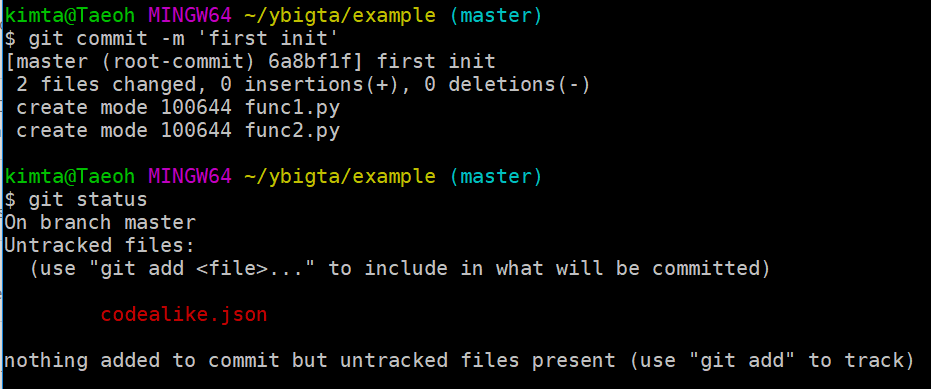 kimta@Taeoh MINGW64 ~/ybigta/example (master)
$ git commit -m 'first init'
[master (root-commit) 6a8bf1f] first init
 2 files changed, 0 insertions(+), 0 deletions(-)
 create mode 100644 func1.py
 create mode 100644 func2.py

kimta@Taeoh MINGW64 ~/ybigta/example (master)
$ git status
On branch master
Untracked files:
  (use "git add <file>..." to include in what will be committed)

        codealike.json

nothing added to commit but untracked files present (use "git add" to track)